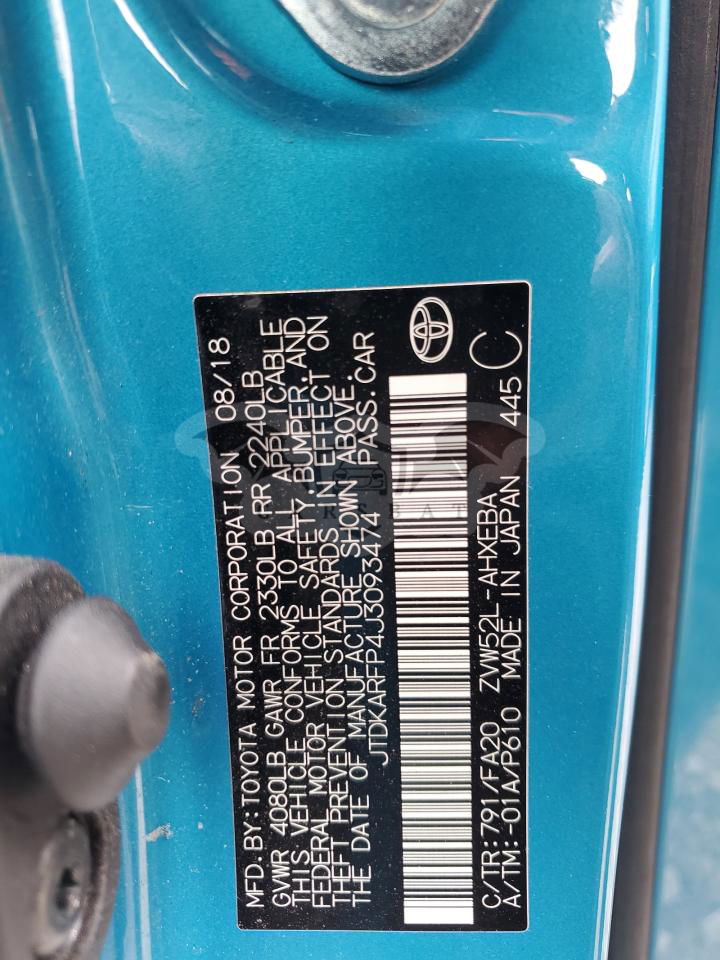 MFD.BY:TOYOTA MOTOR CORPORATION 08/18
GVWR 4080LB GAWR FR 2330LB RR 2240LB
THIS VEHICLE CONFORMS TO ALL APPLICABLE
FEDERAL MOTOR VEHICLE SAFETY,BUMPER,AND
THEFT PREVENTION STANDARDS IN EFFECT ON
THE DATE OF MANUFACTURE SHOWN ABOVE.
JTDKARFP4J3093474 PASS.CAR
C/TR:791/FA20 ZVW52L-AHXEBA 445 C
A/TM:-01A/P610 MADE IN JAPAN